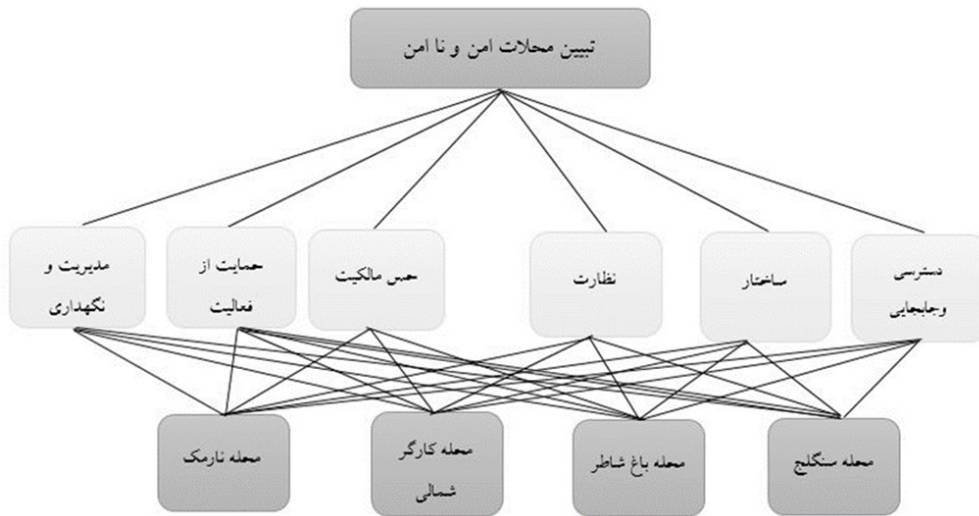 تبیین محلات امن و نا امن
دسترسی
وجابجایی
ساختار
نظارت
حس مالکیت
حمایت از
فعالیت
مدیریت و
نگهداری
محله سنگلج
محله باغ شاطر
محله کارگر
شمالی
محله نارمک